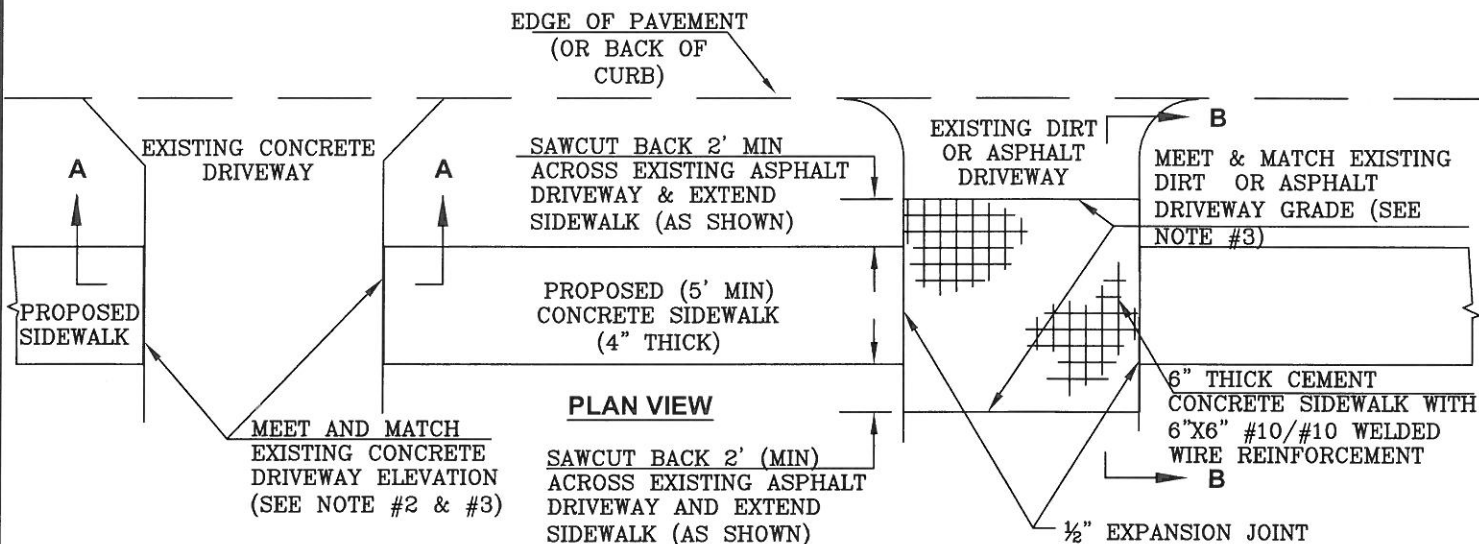 EDGE OF PAVEMENT
(OR BACK OF
CURB)
EXISTING CONCRETE
DRIVEWAY
A
A
SAWCUT BACK 2' MIN
ACROSS EXISTING ASPHALT
DRIVEWAY & EXTEND
SIDEWALK (AS SHOWN)
EXISTING DIRT
OR ASPHALT
DRIVEWAY
B
MEET & MATCH EXISTING
DIRT OR ASPHALT
DRIVEWAY GRADE (SEE
NOTE #3)
PROPOSED
SIDEWALK
PROPOSED (5' MIN)
CONCRETE SIDEWALK
(4" THICK)
PLAN VIEW
MEET AND MATCH
EXISTING CONCRETE
DRIVEWAY ELEVATION
(SEE NOTE #2 & #3)
SAWCUT BACK 2' (MIN)
ACROSS EXISTING ASPHALT
DRIVEWAY AND EXTEND
SIDEWALK (AS SHOWN)
6" THICK CEMENT
CONCRETE SIDEWALK WITH
6"X6" #10/#10 WELDED
WIRE REINFORCEMENT
B
½" EXPANSION JOINT